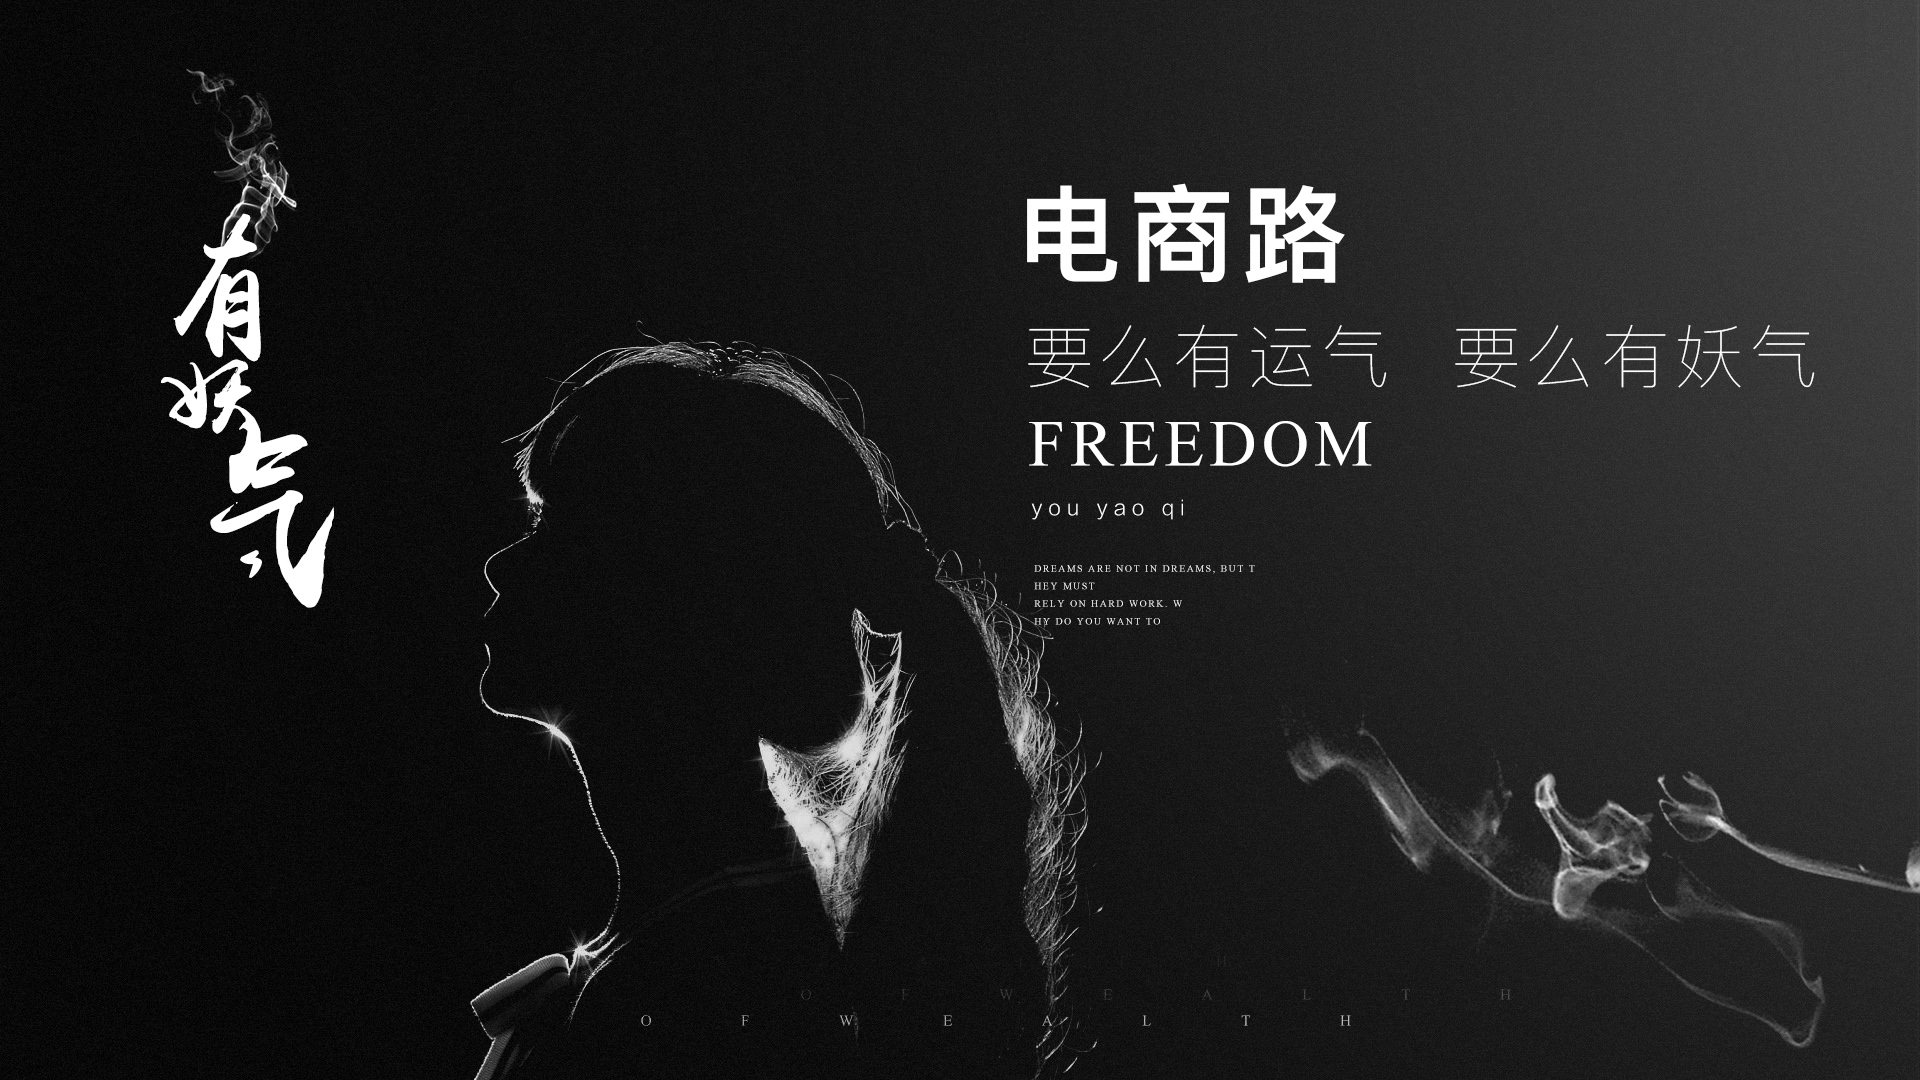 有妖气
电商路
要么有运气 要么有妖气
FREEDOM
you yao qi
DREAMS ARE NOT IN DREAMS, BUT T
HEY MUST
RELY ON HARD WORK. W
HY DO YOU WANT TO
O F W E A L T H
O F W E A L T H